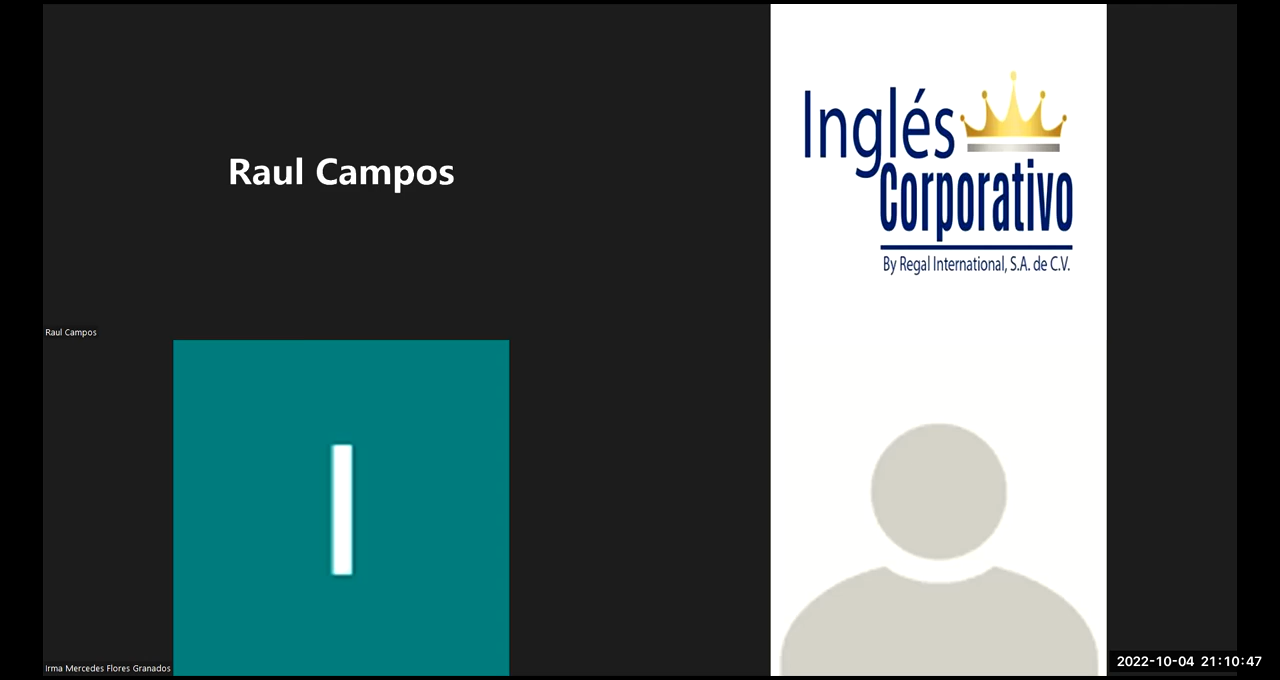 Raul Campos
Inglés
Corporativo
By Regal International, S.A. de C.V.
Raul Campos
I
Irma Mercedes Flores Granados
2022-10-04 21:10:47